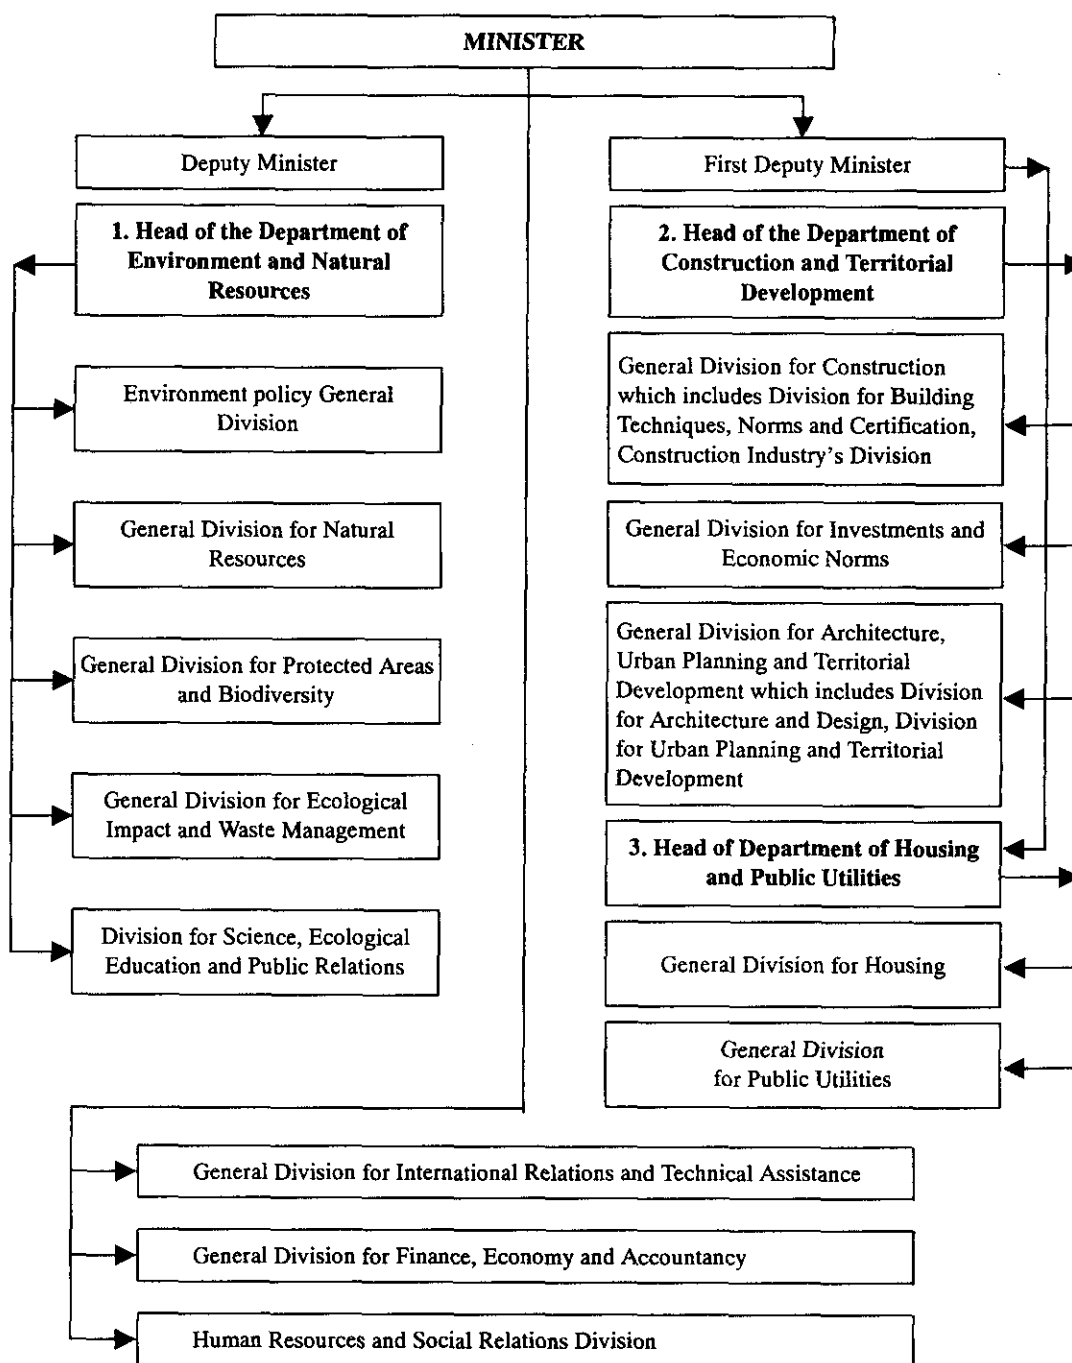 MINISTER
Deputy Minister
1. Head of the Department of
Environment and Natural
Resources
Environment policy General
Division
General Division for Natural
Resources
General Division for Protected Areas
and Biodiversity
General Division for Ecological
Impact and Waste Management
Division for Science, Ecological
Education and Public Relations
First Deputy Minister
2. Head of the Department of
Construction and Territorial
Development
General Division for Construction
which includes Division for Building
Techniques, Norms and Certification,
Construction Industry's Division
General Division for Investments and
Economic Norms
General Division for Architecture,
Urban Planning and Territorial
Development which includes Division
for Architecture and Design, Division
for Urban Planning and Territorial
Development
3. Head of Department of Housing
and Public Utilities
General Division for Housing
General Division
for Public Utilities
General Division for International Relations and Technical Assistance
General Division for Finance, Economy and Accountancy
Human Resources and Social Relations Division